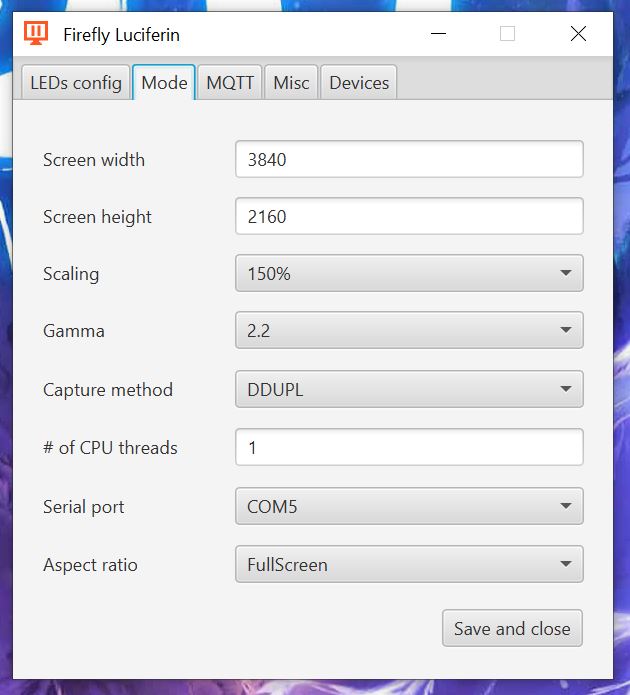 Firefly Luciferin
LEDs config Mode MQTT Misc Devices
Screen width 3840
Screen height 2160
Scaling 150%
Gamma 2.2
Capture method DDUPL
# of CPU threads 1
Serial port COM5
Aspect ratio FullScreen
Save and close